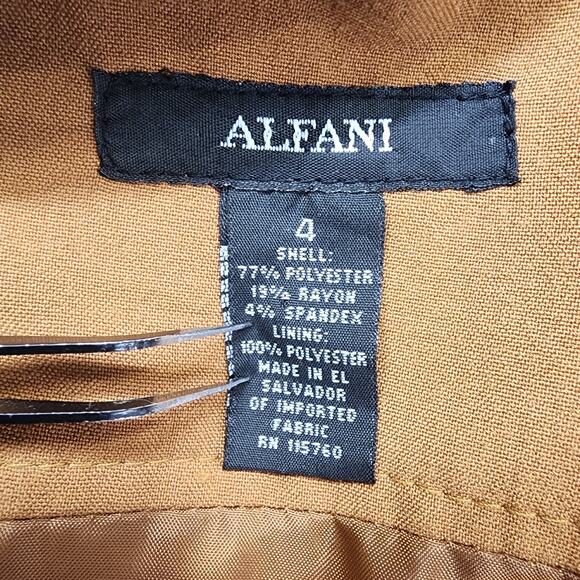 ALFANI
4
SHELL:
77% POLYESTER
19% RAYON
4% SPANDEX
LINING:
100% POLYESTER
MADE IN EL
SALVADOR
OF IMPORTED
FABRIC
RN 115760